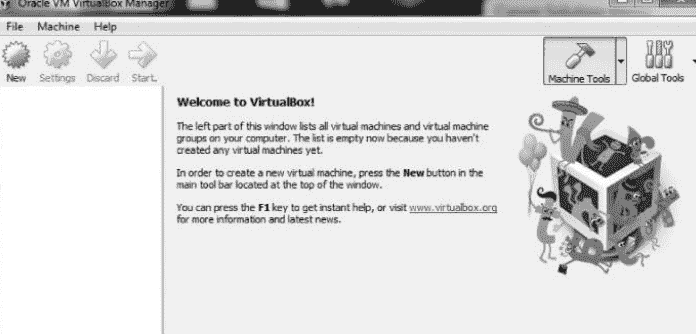 Oracle VM VirtualBox Manager
File Machine Help
New Settings Discard Start.
Machine Tools Global Tools
Welcome to VirtualBox!
The left part of this window lists all virtual machines and virtual machine
groups on your computer. The list is empty now because you haven't
created any virtual machines yet.
In order to create a new virtual machine, press the New button in the
main tool bar located at the top of the window.
You can press the F1 key to get instant help, or visit www.virtualbox.org
for more information and latest news.